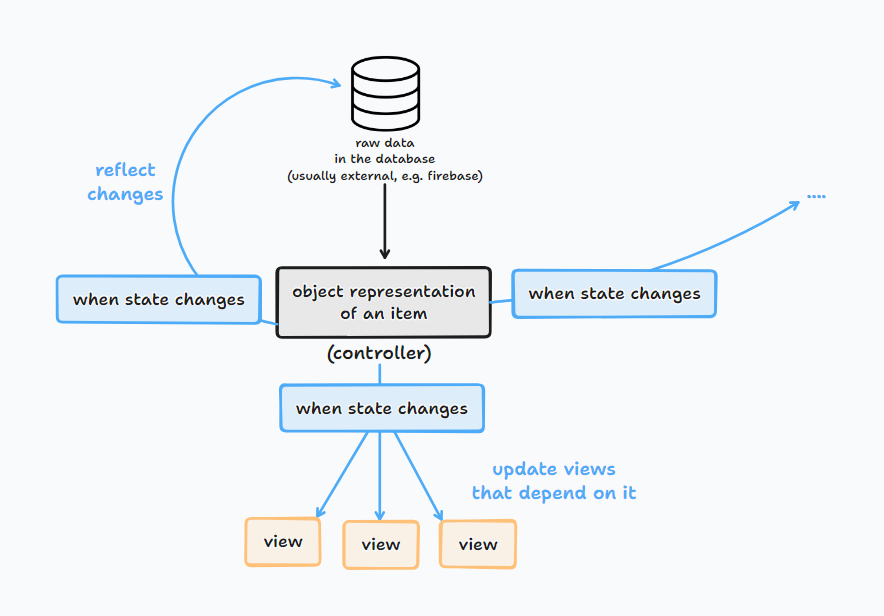 raw data
in the database
(usually external, e.g. firebase)
reflect
changes
....
when state changes
object representation
of an item
when state changes
(controller)
when state changes
update views
that depend on it
view
view
view